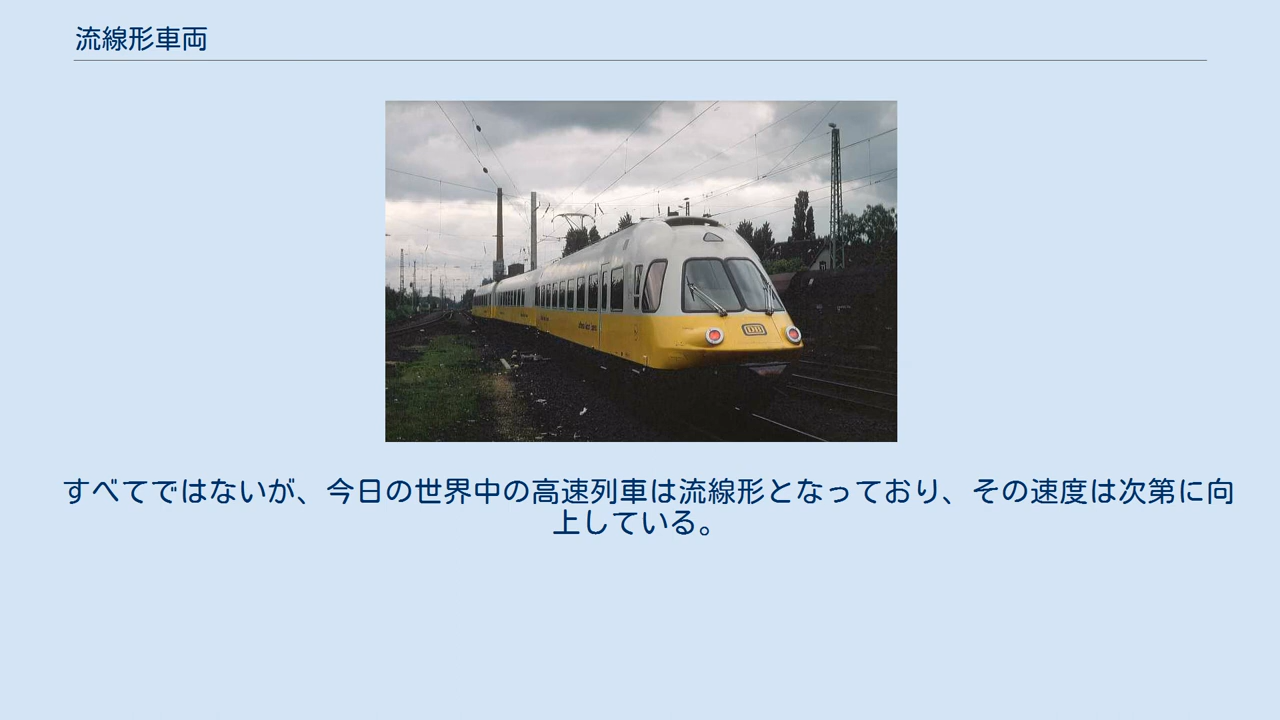 流線形車両
DB
すべてではないが、今日の世界中の高速列車は流線形となっており、その速度は次第に向
上している。